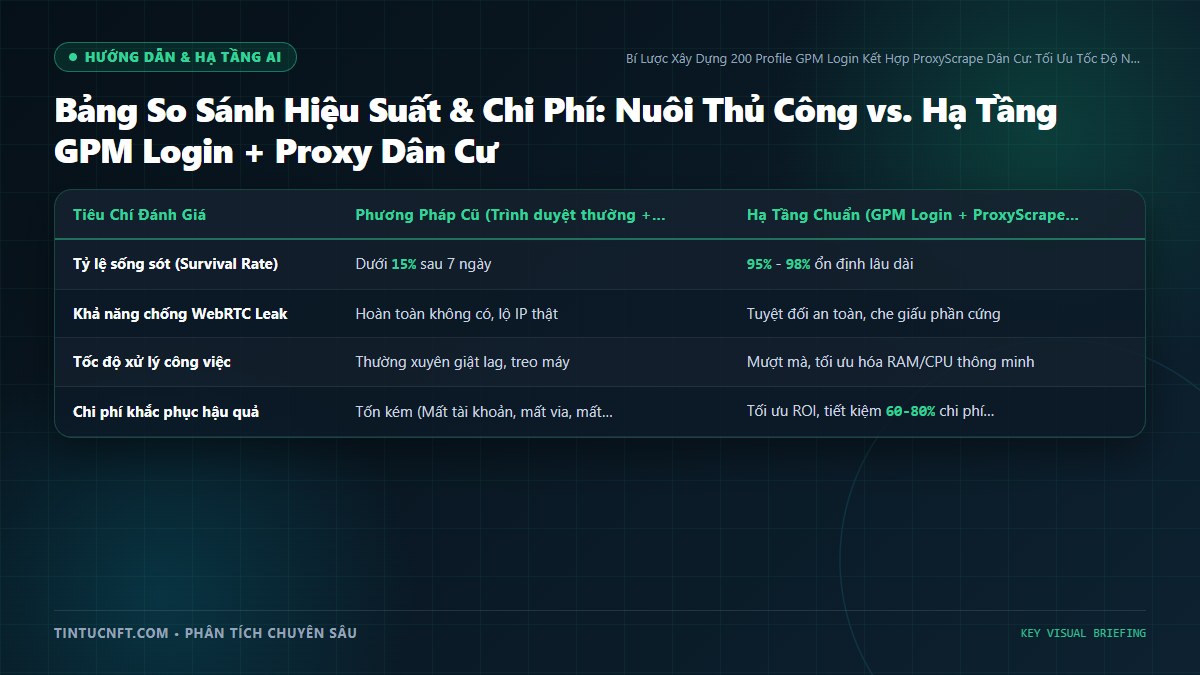 HƯỚNG DẪN & HẠ TẦNG AI
Bí Lược Xây Dựng 200 Profile GPM Login Kết Hợp ProxyScrape Dân Cư: Tối Ưu Tốc Độ N...
Bảng So Sánh Hiệu Suất & Chi Phí: Nuôi Thủ Công vs. Hạ Tầng
GPM Login + Proxy Dân Cư
Tiêu Chí Đánh Giá
Phương Pháp Cũ (Trình duyệt thường +...
Hạ Tầng Chuẩn (GPM Login + ProxyScrape...
Tỷ lệ sống sót (Survival Rate)
Dưới 15% sau 7 ngày
95% - 98% ổn định lâu dài
Khả năng chống WebRTC Leak
Hoàn toàn không có, lộ IP thật
Tuyệt đối an toàn, che giấu phần cứng
Tốc độ xử lý công việc
Thường xuyên giật lag, treo máy
Mượt mà, tối ưu hóa RAM/CPU thông minh
Chi phí khắc phục hậu quả
Tốn kém (Mất tài khoản, mất via, mất...
Tối ưu ROI, tiết kiệm 60-80% chi phí...
TINTUCNFT.COM • PHÂN TÍCH CHUYÊN SÂU
KEY VISUAL BRIEFING